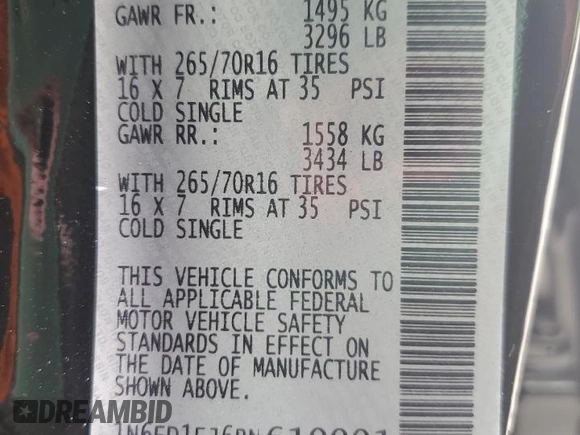 GAWR FR.: 1495 KG
3296 LB
WITH 265/70R16 TIRES
16 X 7 RIMS AT 35 PSI
COLD SINGLE
GAWR RR.: 1558 KG
3434 LB
WITH 265/70R16 TIRES
16 X 7 RIMS AT 35 PSI
COLD SINGLE
THIS VEHICLE CONFORMS TO
ALL APPLICABLE FEDERAL
MOTOR VEHICLE SAFETY
STANDARDS IN EFFECT ON
THE DATE OF MANUFACTURE
SHOWN ABOVE.
DREAMBID